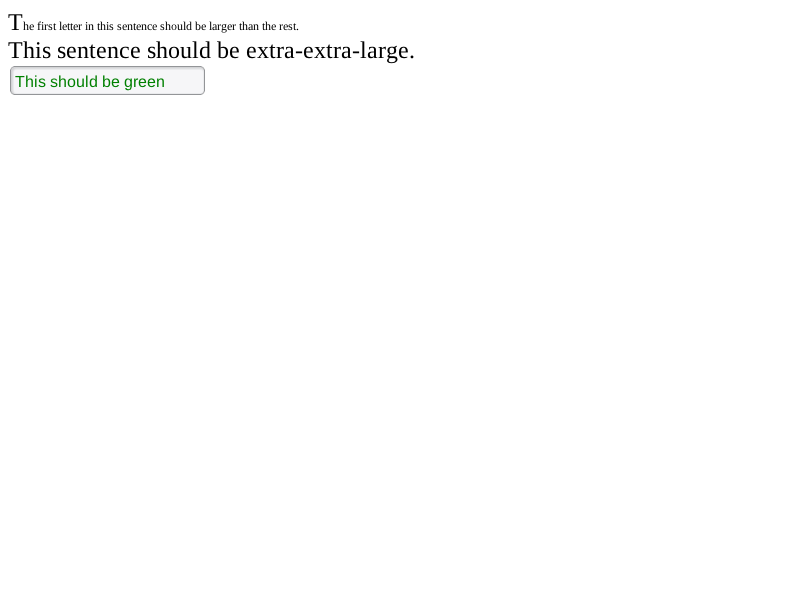 The first letter in this sentence should be larger than the rest.
This sentence should be extra-extra-large.
This should be green